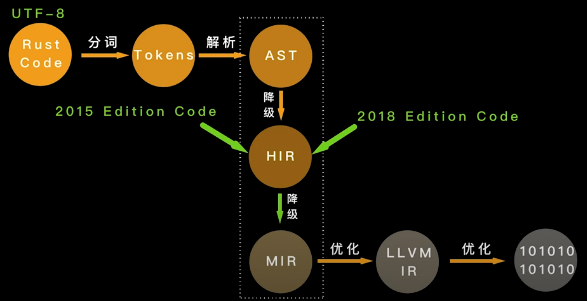 UTF-8
Rust
Code
分词
Tokens
解析
AST
降
级
2015 Edition Code
2018 Edition Code
HIR
降
级
MIR
优化
LLVM
IR
优化
101010
101010